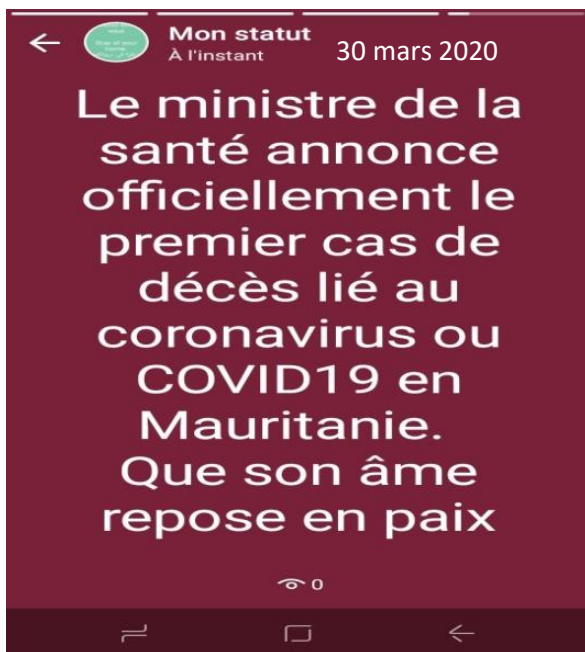 Mon statut
À l'instant
30 mars 2020
Le ministre de la
santé annonce
officiellement le
premier cas de
décès lié au
coronavirus ou
COVID19 en
Mauritanie.
Que son âme
repose en paix
0